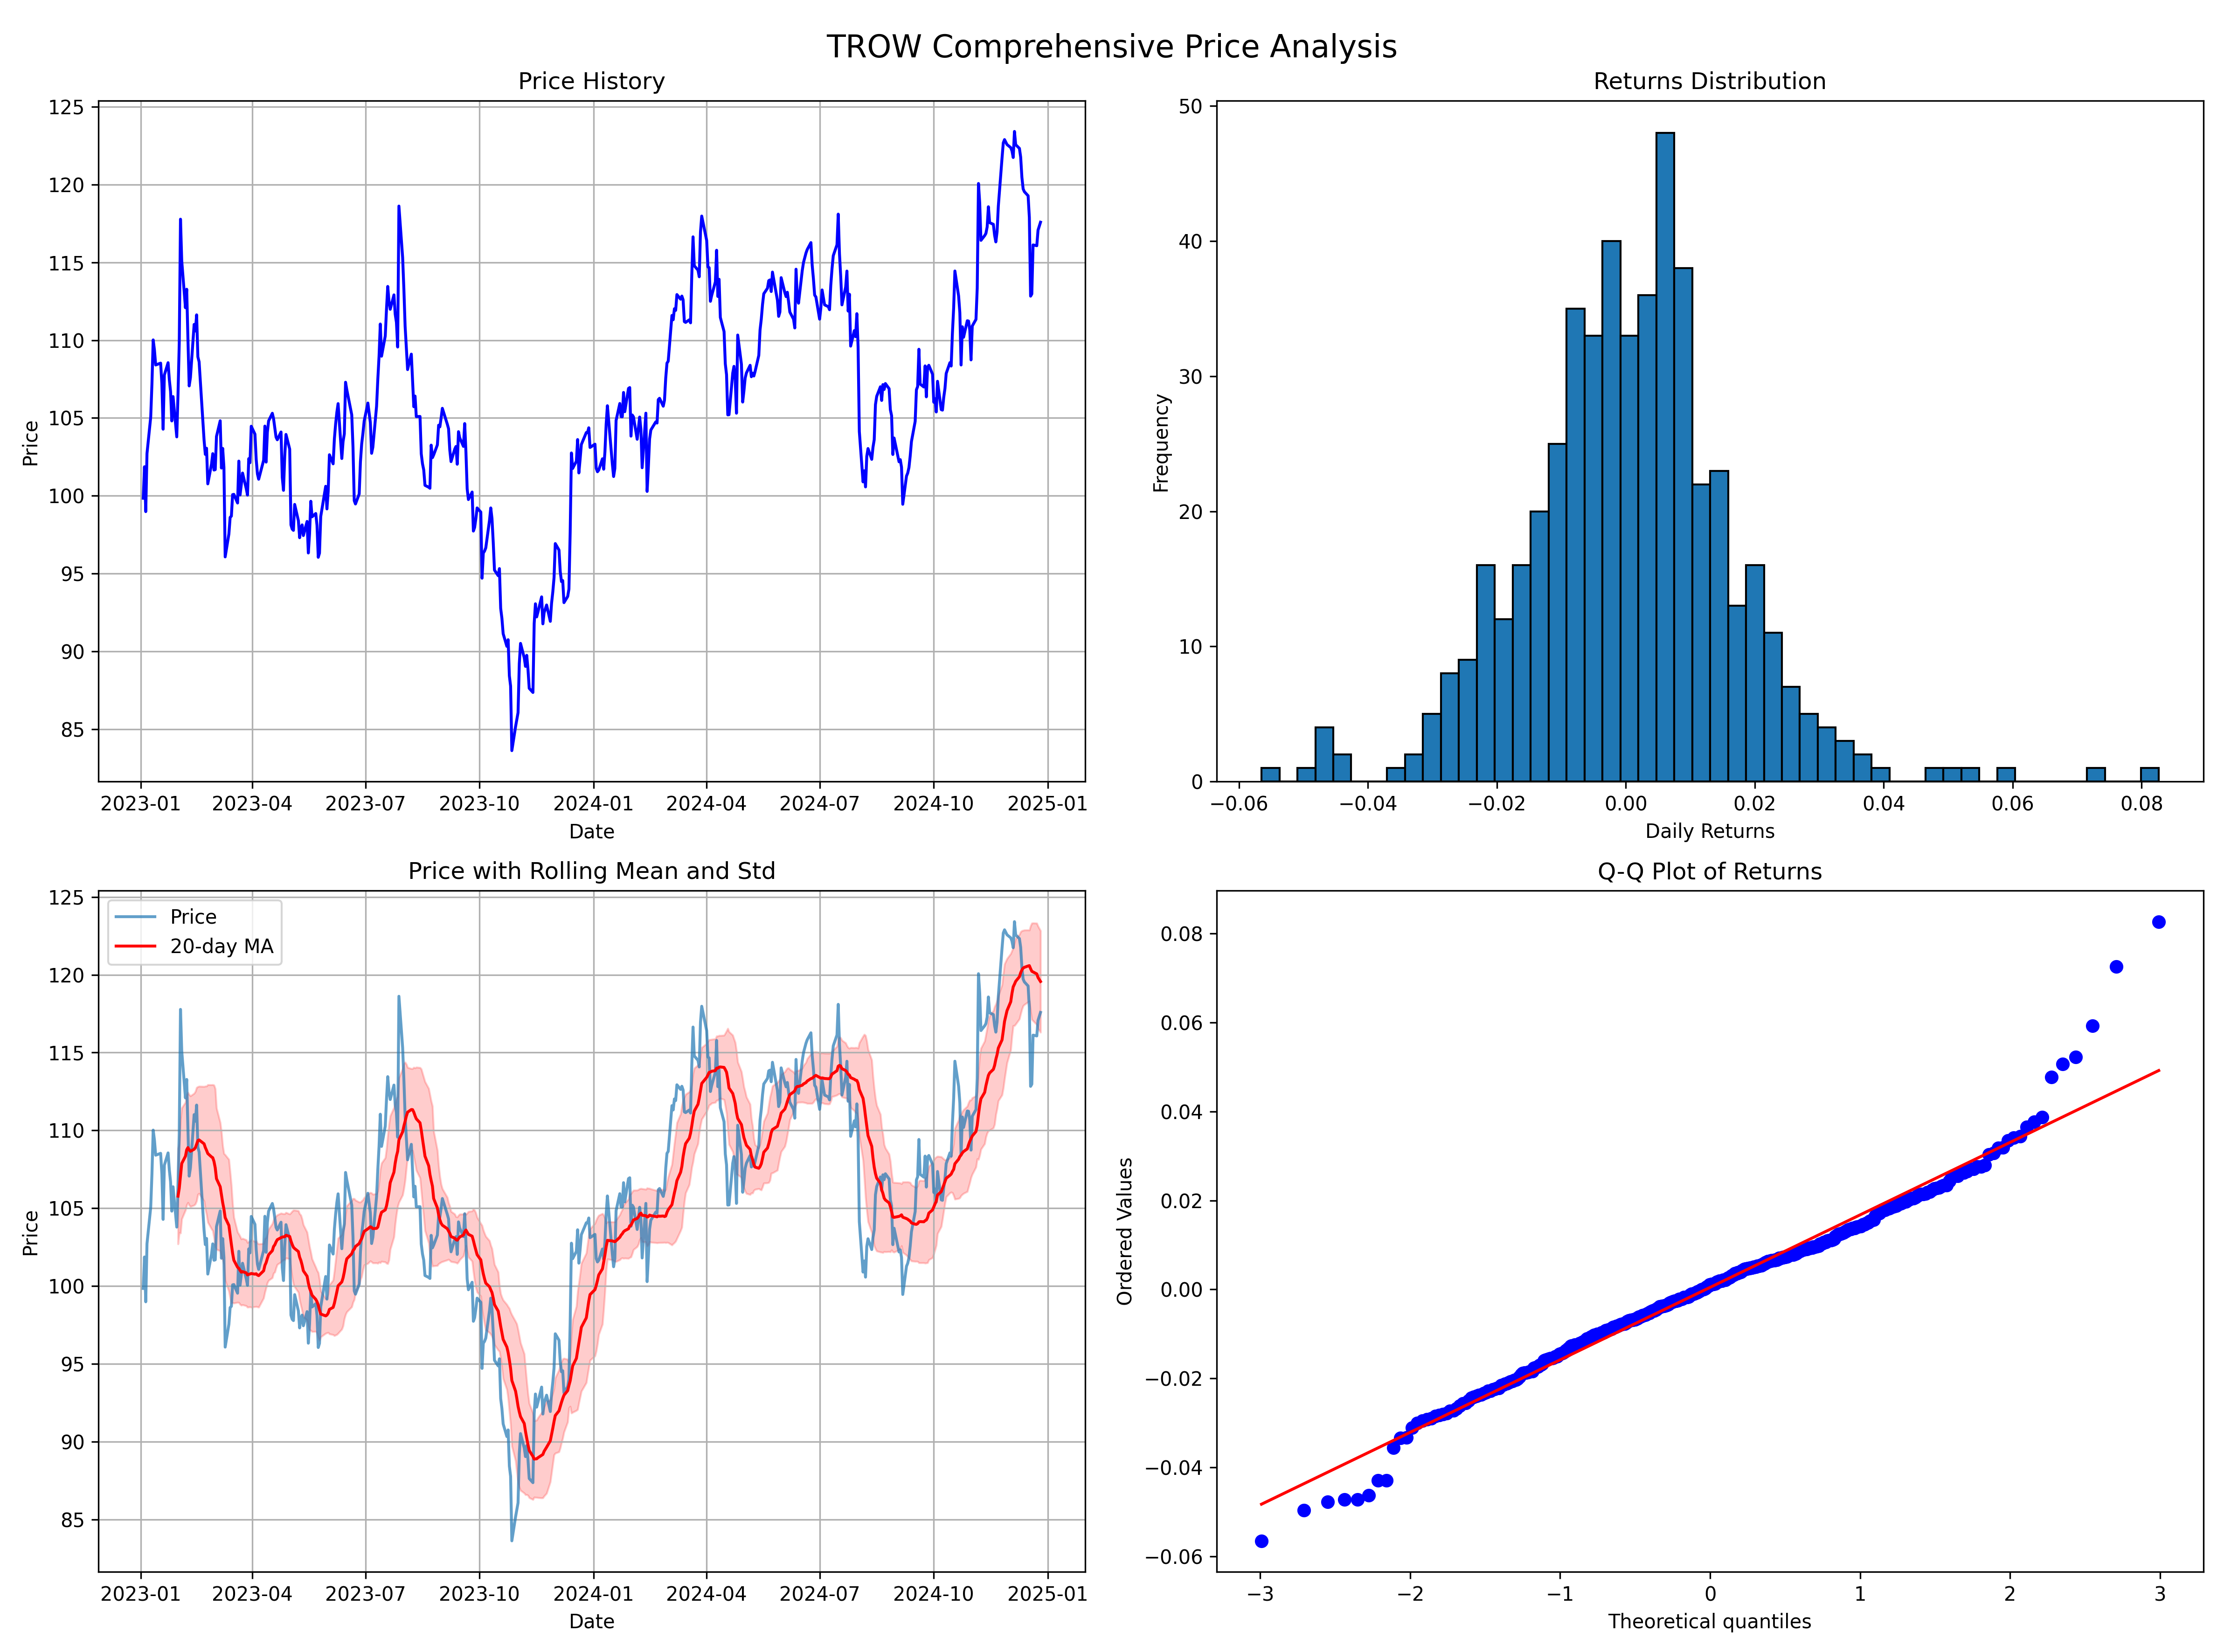 TROW Comprehensive Price Analysis
Price History
125
120
115
110
105
100
95
90
85
Price
2023-01 2023-04 2023-07 2023-10 2024-01 2024-04 2024-07 2024-10 2025-01
Date
Returns Distribution
50
40
30
20
10
0
Frequency
−0.06 −0.04 −0.02 0.00 0.02 0.04 0.06 0.08
Daily Returns
Price with Rolling Mean and Std
Price
20-day MA
125
120
115
110
105
100
95
90
85
Price
2023-01 2023-04 2023-07 2023-10 2024-01 2024-04 2024-07 2024-10 2025-01
Date
Q-Q Plot of Returns
0.08
0.06
0.04
0.02
0.00
−0.02
−0.04
−0.06
Ordered Values
−3 −2 −1 0 1 2 3
Theoretical quantiles